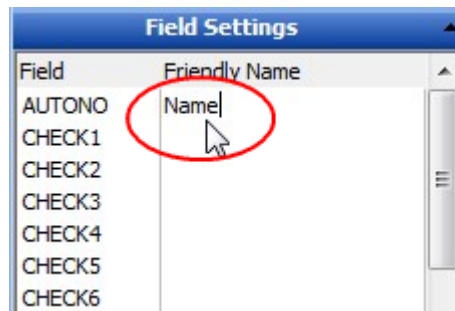 Field Settings
Field Friendly Name
AUTONO Name
CHECK1
CHECK2
CHECK3
CHECK4
CHECK5
CHECK6